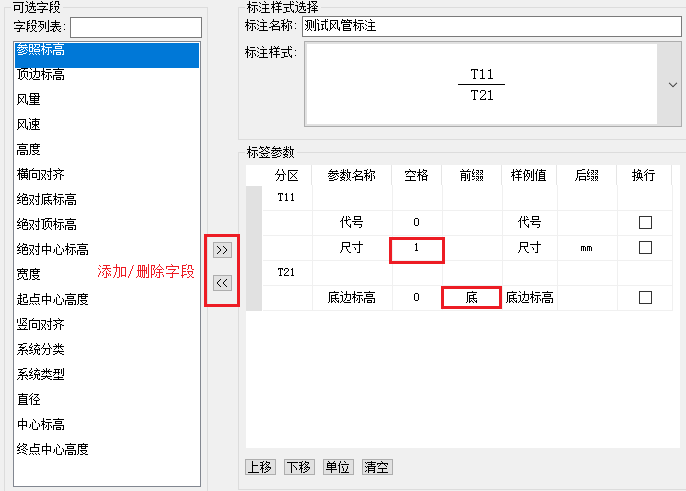 可选字段
字段列表:
参照标高
顶边标高
风量
风速
高度
横向对齐
绝对底标高
绝对顶标高
绝对中心标高
宽度
起点中心高度
竖向对齐
系统分类
系统类型
直径
中心标高
终点中心高度
添加/删除字段
>>
<<
标注样式选择
标注名称: 测试风管标注
标注样式:
T11
T21
标签参数
分区 参数名称 空格 前缀 样例值 后缀 换行
T11
代号 0 代号
尺寸 1 尺寸 mm
T21
底边标高 0 底 底边标高
上移 下移 单位 清空